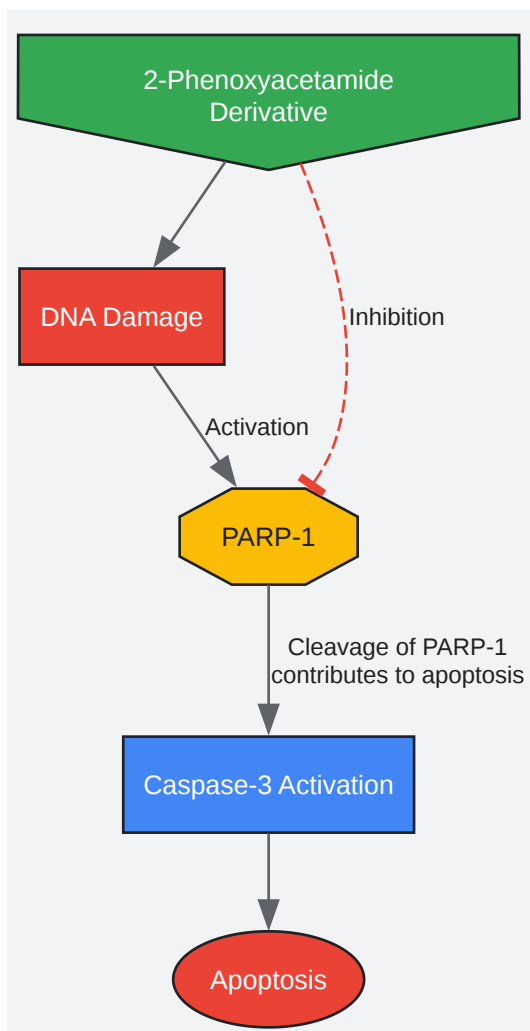 2-Phenoxyacetamide
Derivative
DNA Damage
Inhibition
Activation
PARP-1
Cleavage of PARP-1
contributes to apoptosis
Caspase-3 Activation
Apoptosis